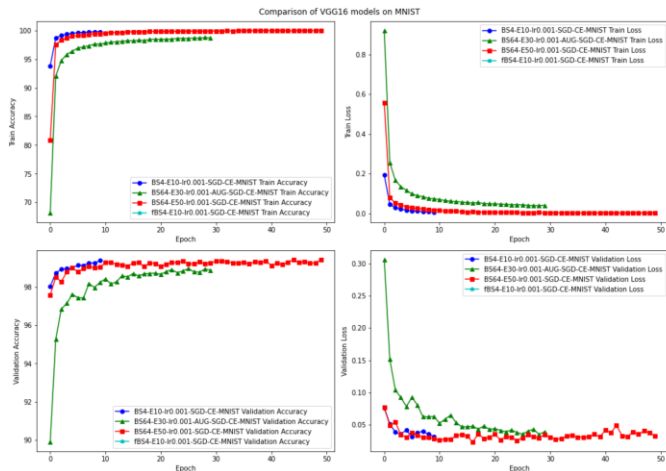 Comparison of VGG16 models on MNIST
100
95
90
85
80
75
70
Train Accuracy
BS4-E10-lr0.001-SGD-CE-MNIST Train Accuracy
BS64-E30-lr0.001-AUG-SGD-CE-MNIST Train Accuracy
BS64-E50-lr0.001-SGD-CE-MNIST Train Accuracy
fBS4-E10-lr0.001-SGD-CE-MNIST Train Accuracy
0 10 20 30 40 50
Epoch
0.8
0.6
0.4
0.2
0.0
Train Loss
BS4-E10-lr0.001-SGD-CE-MNIST Train Loss
BS64-E30-lr0.001-AUG-SGD-CE-MNIST Train Loss
BS64-E50-lr0.001-SGD-CE-MNIST Train Loss
fBS4-E10-lr0.001-SGD-CE-MNIST Train Loss
0 10 20 30 40 50
Epoch
98
96
94
92
90
Validation Accuracy
BS4-E10-lr0.001-SGD-CE-MNIST Validation Accuracy
BS64-E30-lr0.001-AUG-SGD-CE-MNIST Validation Accuracy
BS64-E50-lr0.001-SGD-CE-MNIST Validation Accuracy
fBS4-E10-lr0.001-SGD-CE-MNIST Validation Accuracy
0 10 20 30 40 50
Epoch
0.30
0.25
0.20
0.15
0.10
0.05
Validation Loss
BS4-E10-lr0.001-SGD-CE-MNIST Validation Loss
BS64-E30-lr0.001-AUG-SGD-CE-MNIST Validation Loss
BS64-E50-lr0.001-SGD-CE-MNIST Validation Loss
fBS4-E10-lr0.001-SGD-CE-MNIST Validation Loss
0 10 20 30 40 50
Epoch